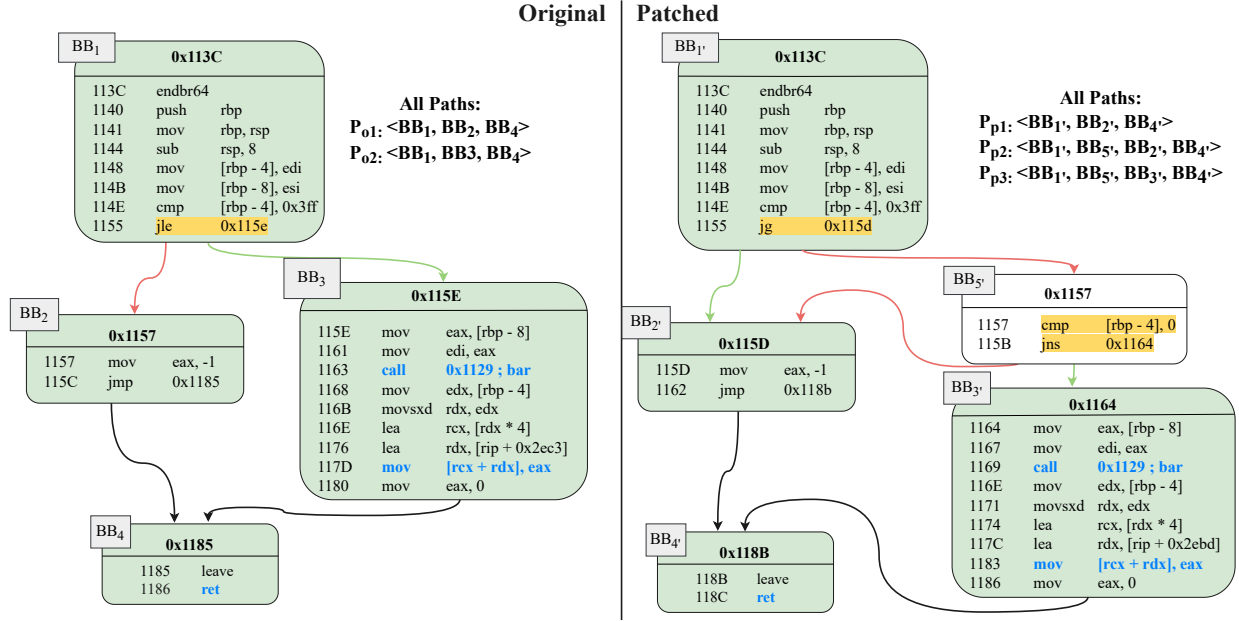 Original
BB1
0x113C
113C endbr64
1140 push rbp
1141 mov rbp, rsp
1144 sub rsp, 8
1148 mov [rbp - 4], edi
114B mov [rbp - 8], esi
114E cmp [rbp - 4], 0x3ff
1155 jle 0x115e
All Paths:
Po1: <BB1, BB2, BB4>
Po2: <BB1, BB3, BB4>
BB2
0x1157
1157 mov eax, -1
115C jmp 0x1185
BB3
0x115E
115E mov eax, [rbp - 8]
1161 mov edi, eax
1163 call 0x1129 ; bar
1168 mov edx, [rbp - 4]
116B movsxd rdx, edx
116E lea rcx, [rdx * 4]
1176 lea rdx, [rip + 0x2ec3]
117D mov [rcx + rdx], eax
1180 mov eax, 0
BB4
0x1185
1185 leave
1186 ret
Patched
BB1'
0x113C
113C endbr64
1140 push rbp
1141 mov rbp, rsp
1144 sub rsp, 8
1148 mov [rbp - 4], edi
114B mov [rbp - 8], esi
114E cmp [rbp - 4], 0x3ff
1155 jg 0x115d
All Paths:
Pp1: <BB1', BB2', BB4'>
Pp2: <BB1', BB5', BB2', BB4'>
Pp3: <BB1', BB5', BB3', BB4'>
BB5'
0x1157
1157 cmp [rbp - 4], 0
115B jns 0x1164
BB2'
0x115D
115D mov eax, -1
1162 jmp 0x118b
BB3'
0x1164
1164 mov eax, [rbp - 8]
1167 mov edi, eax
1169 call 0x1129 ; bar
116E mov edx, [rbp - 4]
1171 movsxd rdx, edx
1174 lea rcx, [rdx * 4]
117C lea rdx, [rip + 0x2ebd]
1183 mov [rcx + rdx], eax
1186 mov eax, 0
BB4'
0x118B
118B leave
118C ret